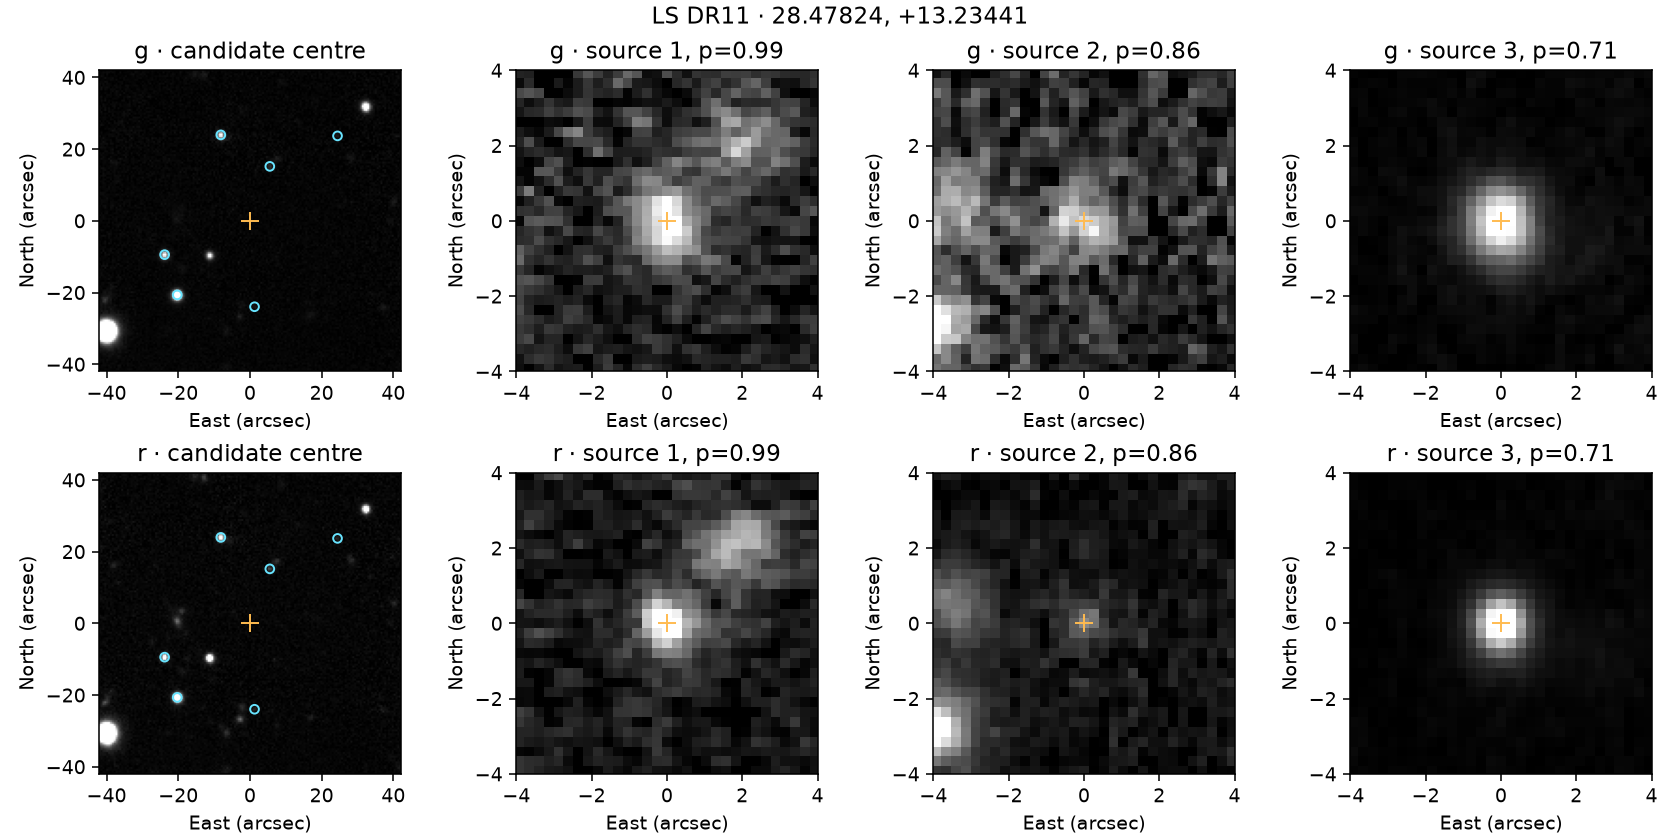 LS DR11 · 28.47824, +13.23441
g · candidate centre
g · source 1, p=0.99
g · source 2, p=0.86
g · source 3, p=0.71
40
20
0
−20
−40
North (arcsec)
−40 −20 0 20 40
East (arcsec)
4
2
0
−2
−4
North (arcsec)
−4 −2 0 2 4
East (arcsec)
4
2
0
−2
−4
North (arcsec)
−4 −2 0 2 4
East (arcsec)
4
2
0
−2
−4
North (arcsec)
−4 −2 0 2 4
East (arcsec)
r · candidate centre
r · source 1, p=0.99
r · source 2, p=0.86
r · source 3, p=0.71
40
20
0
−20
−40
North (arcsec)
−40 −20 0 20 40
East (arcsec)
4
2
0
−2
−4
North (arcsec)
−4 −2 0 2 4
East (arcsec)
4
2
0
−2
−4
North (arcsec)
−4 −2 0 2 4
East (arcsec)
4
2
0
−2
−4
North (arcsec)
−4 −2 0 2 4
East (arcsec)